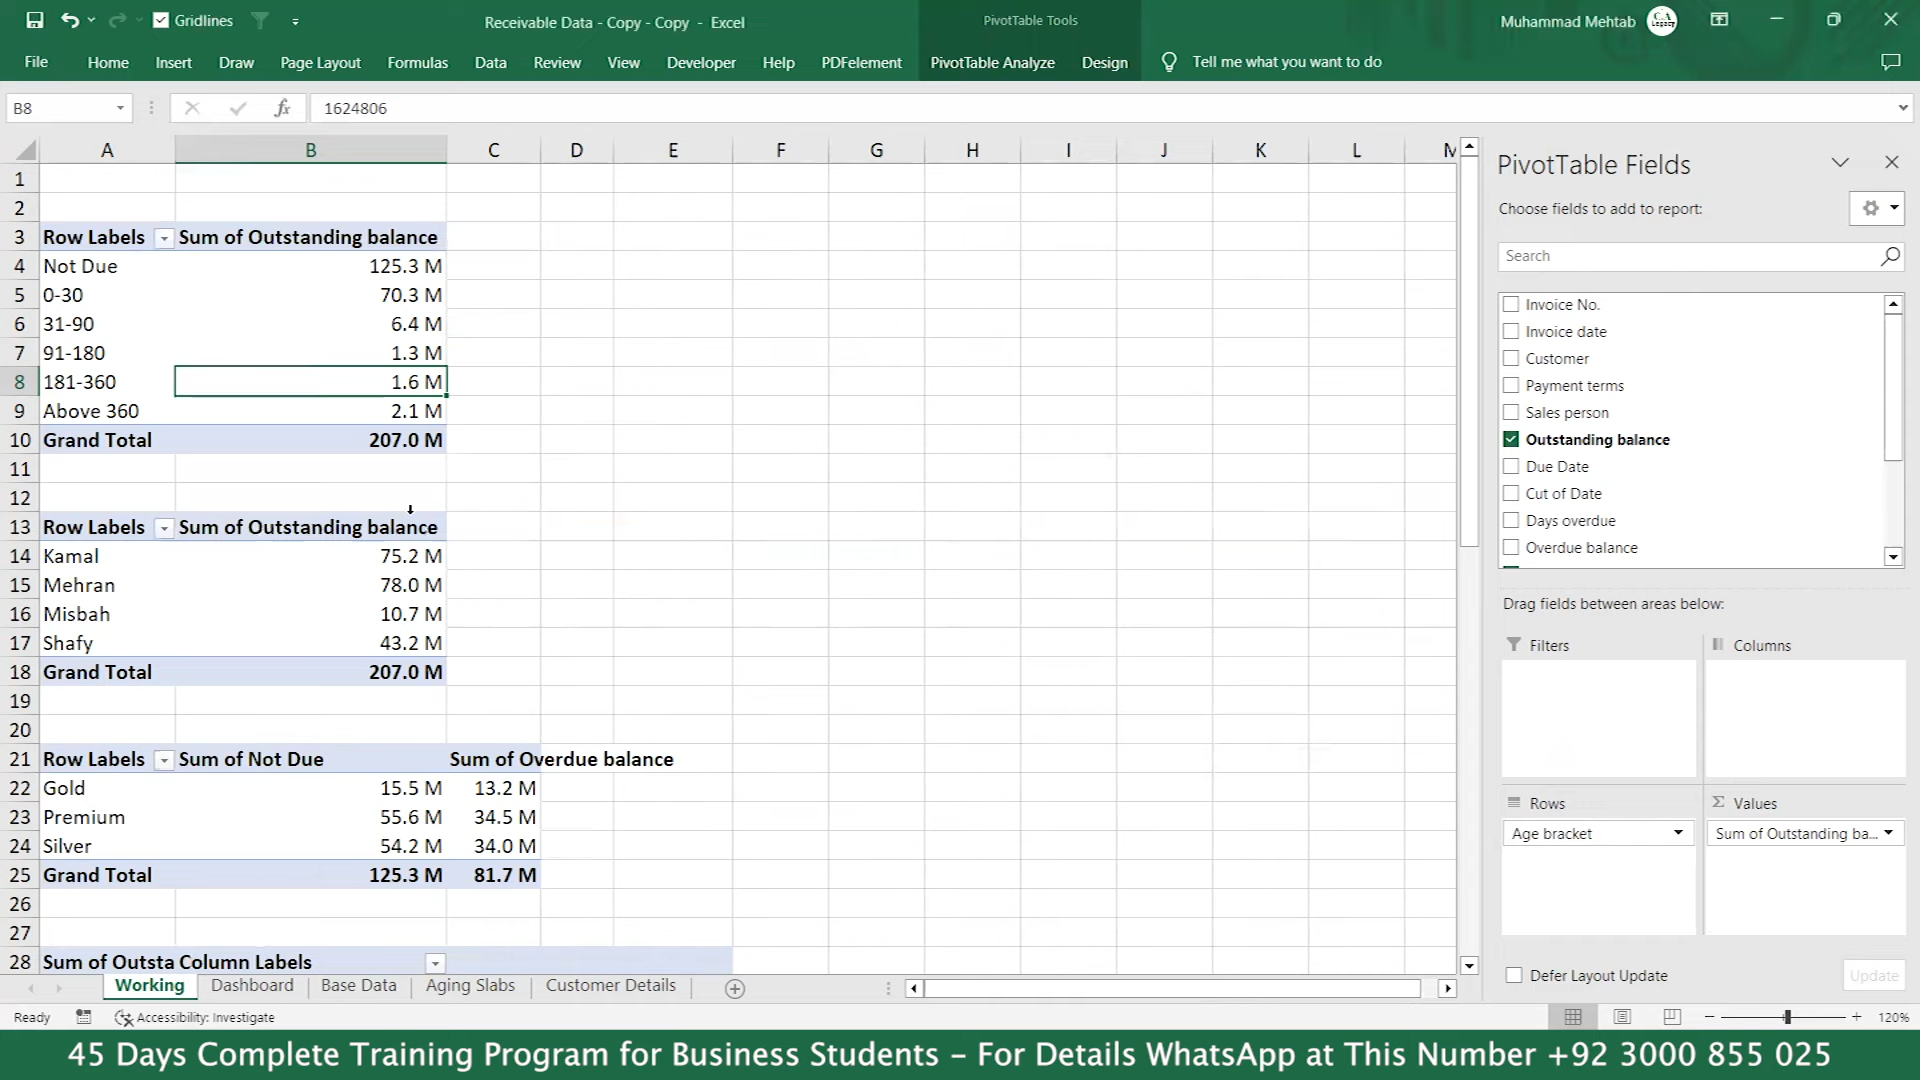 Gridlines
Receivable Data - Copy - Copy - Excel
PivotTable Tools
Muhammad Mehtab
CA Legacy
File Home Insert Draw Page Layout Formulas Data Review View Developer Help PDFelement PivotTable Analyze Design Tell me what you want to do
B8 fx 1624806
A B C D E F G H I J K L M
1
2
3 Row Labels Sum of Outstanding balance
4 Not Due 125.3 M
5 0-30 70.3 M
6 31-90 6.4 M
7 91-180 1.3 M
8 181-360 1.6 M
9 Above 360 2.1 M
10 Grand Total 207.0 M
11
12
13 Row Labels Sum of Outstanding balance
14 Kamal 75.2 M
15 Mehran 78.0 M
16 Misbah 10.7 M
17 Shafy 43.2 M
18 Grand Total 207.0 M
19
20
21 Row Labels Sum of Not Due Sum of Overdue balance
22 Gold 15.5 M 13.2 M
23 Premium 55.6 M 34.5 M
24 Silver 54.2 M 34.0 M
25 Grand Total 125.3 M 81.7 M
26
27
28 Sum of Outsta Column Labels
PivotTable Fields
Choose fields to add to report:
Search
Invoice No.
Invoice date
Customer
Payment terms
Sales person
Outstanding balance
Due Date
Cut of Date
Days overdue
Overdue balance
Drag fields between areas below:
Filters Columns
Rows Σ Values
Age bracket Sum of Outstanding ba...
Defer Layout Update Update
Working Dashboard Base Data Aging Slabs Customer Details
Ready Accessibility: Investigate 120%
45 Days Complete Training Program for Business Students – For Details WhatsApp at This Number +92 3000 855 025